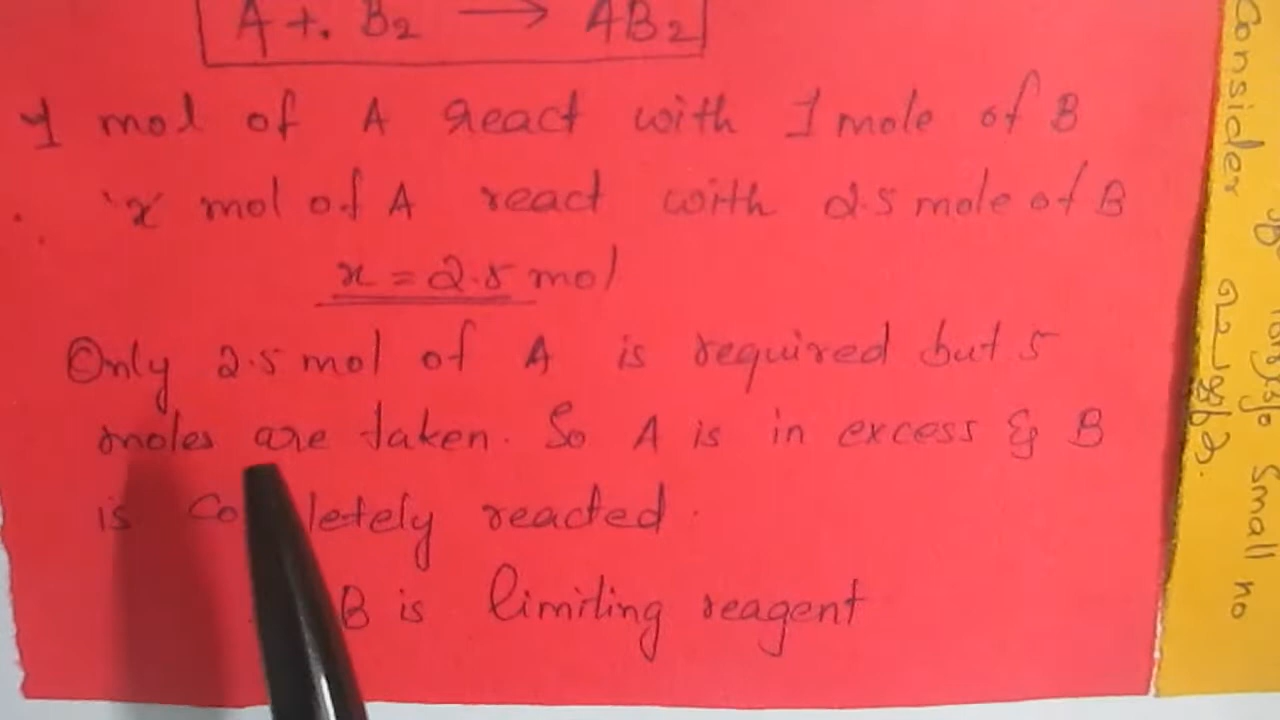 A + B₂ → AB₂
1 mol of A react with 1 mole of B
∴ x mol of A react with 2.5 mole of B
x = 2.5 mol
Only 2.5 mol of A is required but 5
moles are taken. So A is in excess & B
is co letely reacted.
B is limiting reagent
Consider
small no